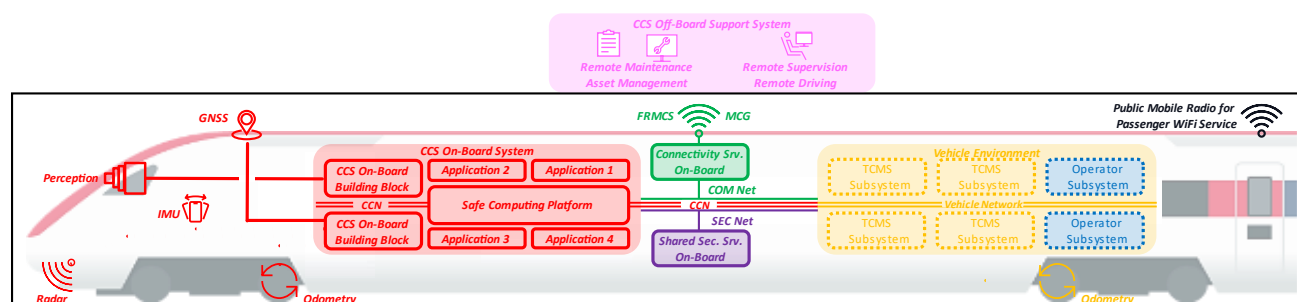 CCS Off-Board Support System
Remote Maintenance
Asset Management
Remote Supervision
Remote Driving
GNSS
FRMCS
MCG
Public Mobile Radio for
Passenger WiFi Service
Perception
IMU
Radar
Odometry
CCS On-Board System
CCS On-Board
Building Block
Application 2
Application 1
CCN
Safe Computing Platform
CCS On-Board
Building Block
Application 3
Application 4
Connectivity Srv.
On-Board
COM Net
CCN
SEC Net
Shared Sec. Srv.
On-Board
Vehicle Environment
TCMS
Subsystem
TCMS
Subsystem
Operator
Subsystem
Vehicle Network
TCMS
Subsystem
TCMS
Subsystem
Operator
Subsystem
Odometry